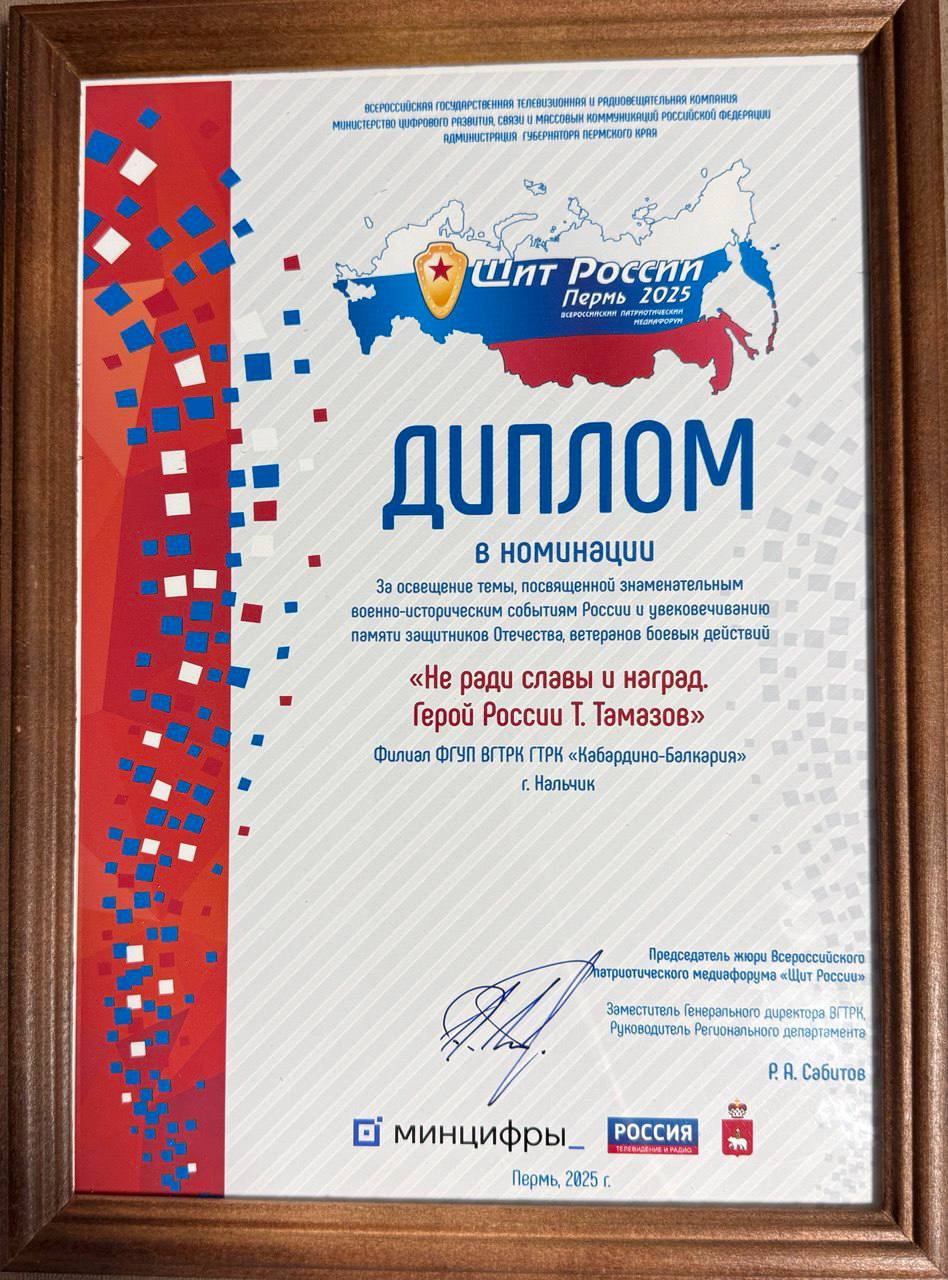 ВСЕРОССИЙСКАЯ ГОСУДАРСТВЕННАЯ ТЕЛЕВИЗИОННАЯ И РАДИОВЕЩАТЕЛЬНАЯ КОМПАНИЯ
МИНИСТЕРСТВО ЦИФРОВОГО РАЗВИТИЯ, СВЯЗИ И МАССОВЫХ КОММУНИКАЦИЙ РОССИЙСКОЙ ФЕДЕРАЦИИ
АДМИНИСТРАЦИЯ ГУБЕРНАТОРА ПЕРМСКОГО КРАЯ
Щит России
Пермь 2025
ВСЕРОССИЙСКИЙ ПАТРИОТИЧЕСКИЙ
МЕДИАФОРУМ
ДИПЛОМ
в номинации
За освещение темы, посвященной знаменательным
военно-историческим событиям России и увековечиванию
памяти защитников Отечества, ветеранов боевых действий
«Не ради славы и наград.
Герой России Т. Тамазов»
Филиал ФГУП ВГТРК ГТРК «Кабардино-Балкария»
г. Нальчик
Председатель жюри Всероссийского
патриотического медиафорума «Щит России»
Заместитель Генерального директора ВГТРК,
Руководитель Регионального департамента
Р. А. Сабитов
минцифры_
РОССИЯ
ТЕЛЕВИДЕНИЕ И РАДИО
Пермь, 2025 г.